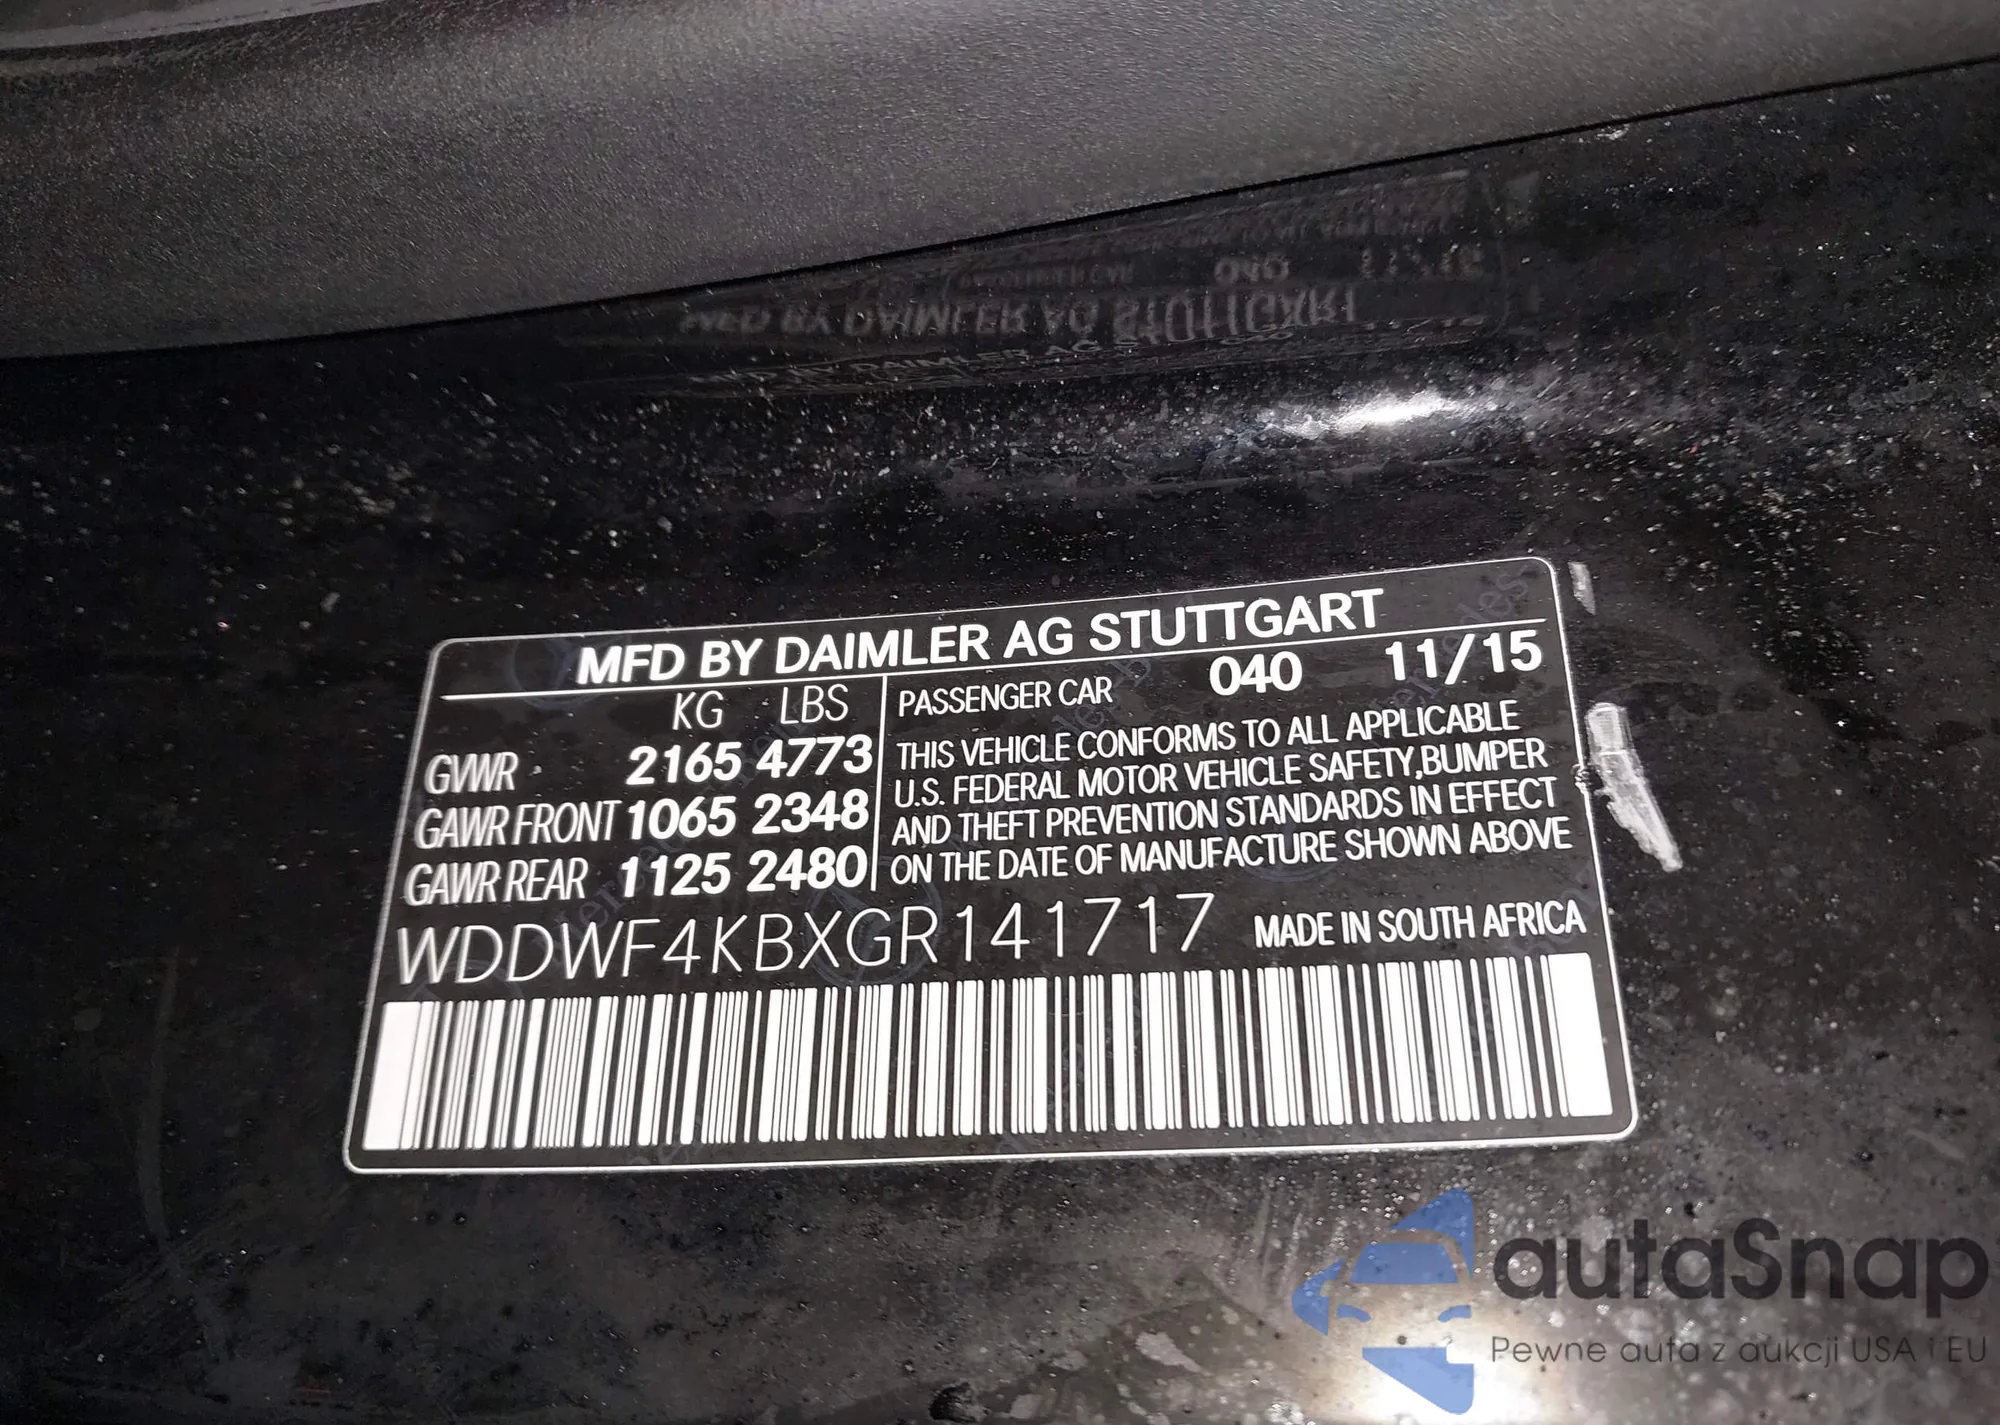 MFD BY DAIMLER AG STUTTGART
KG LBS
GVWR 2165 4773
GAWR FRONT 1065 2348
GAWR REAR 1125 2480
PASSENGER CAR 040 11/15
THIS VEHICLE CONFORMS TO ALL APPLICABLE
U.S. FEDERAL MOTOR VEHICLE SAFETY,BUMPER
AND THEFT PREVENTION STANDARDS IN EFFECT
ON THE DATE OF MANUFACTURE SHOWN ABOVE
WDDWF4KBXGR141717 MADE IN SOUTH AFRICA
autaSnap
Pewne auta z aukcji USA i EU